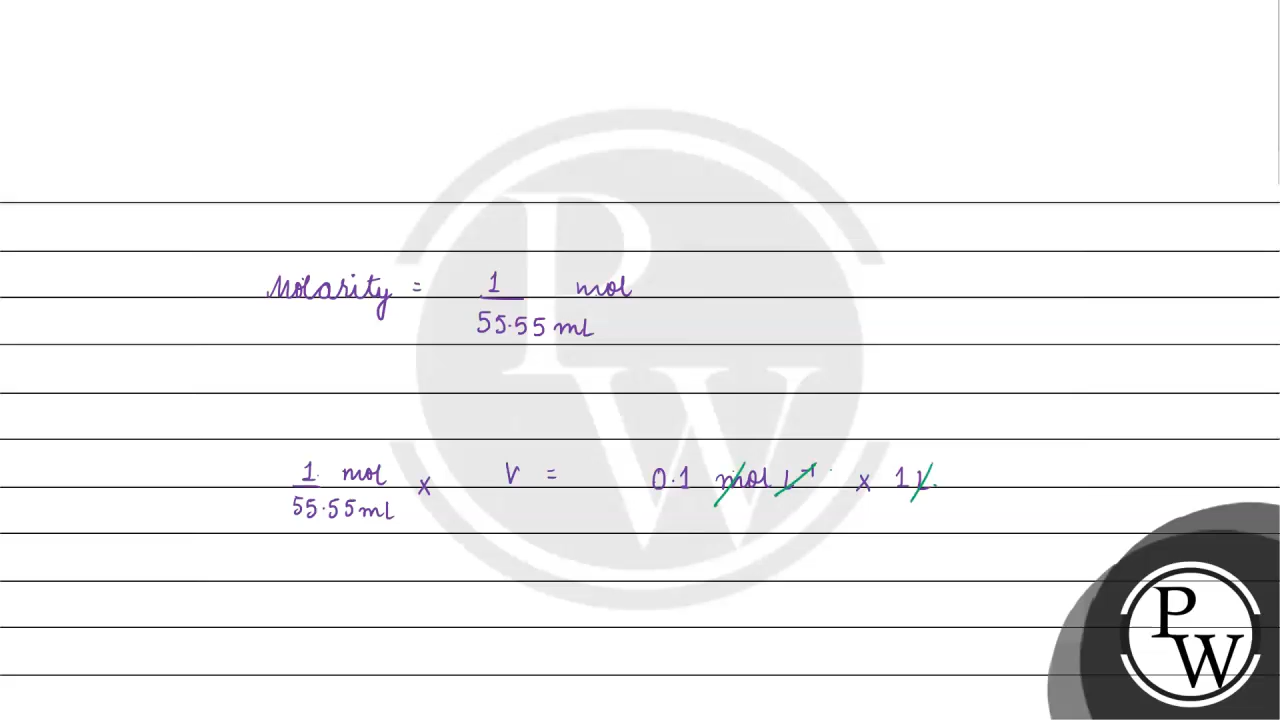 Molarity = 1 mol
55.55 mL
1 mol × V = 0.1 mol L⁻¹ × 1 L.
55.55 mL
P
W
P
W